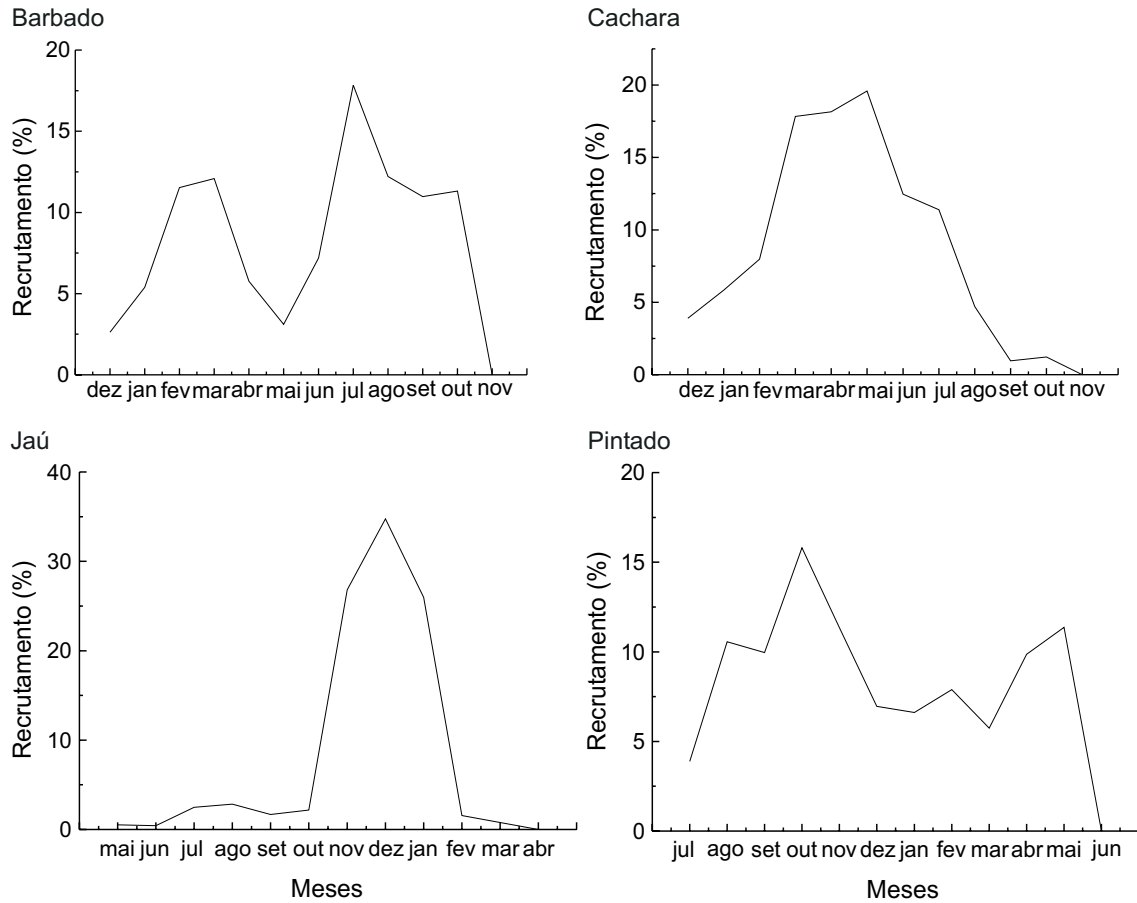 Barbado
Recrutamento (%)
20
15
10
5
0
dez jan fev mar abr mai jun jul ago set out nov
Cachara
Recrutamento (%)
20
15
10
5
0
dez jan fev mar abr mai jun jul ago set out nov
Jaú
Recrutamento (%)
40
30
20
10
0
mai jun jul ago set out nov dez jan fev mar abr
Meses
Pintado
Recrutamento (%)
20
15
10
5
0
jul ago set out nov dez jan fev mar abr mai jun
Meses